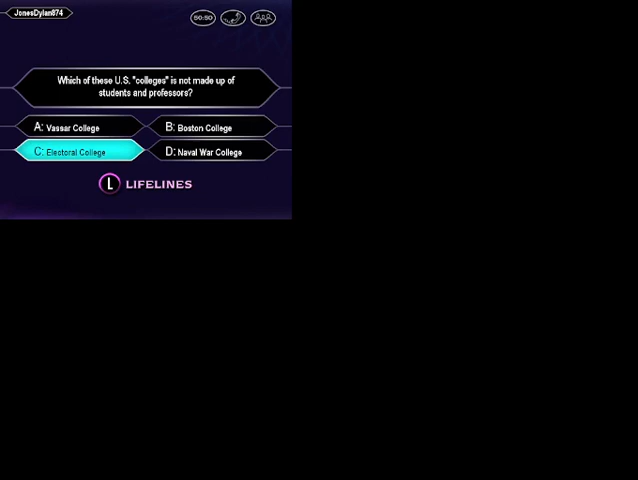 JonesDylan874
50:50
Which of these U.S. "colleges" is not made up of
students and professors?
A: Vassar College
B: Boston College
C: Electoral College
D: Naval War College
L LIFELINES